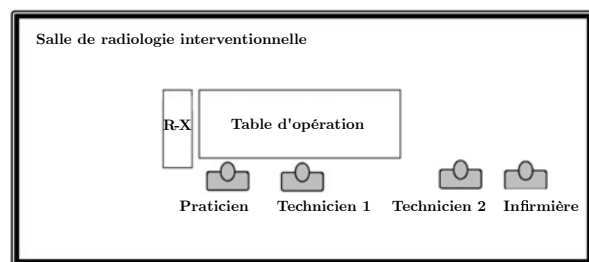 Salle de radiologie interventionnelle
R-X
Table d'opération
Praticien
Technicien 1
Technicien 2
Infirmière